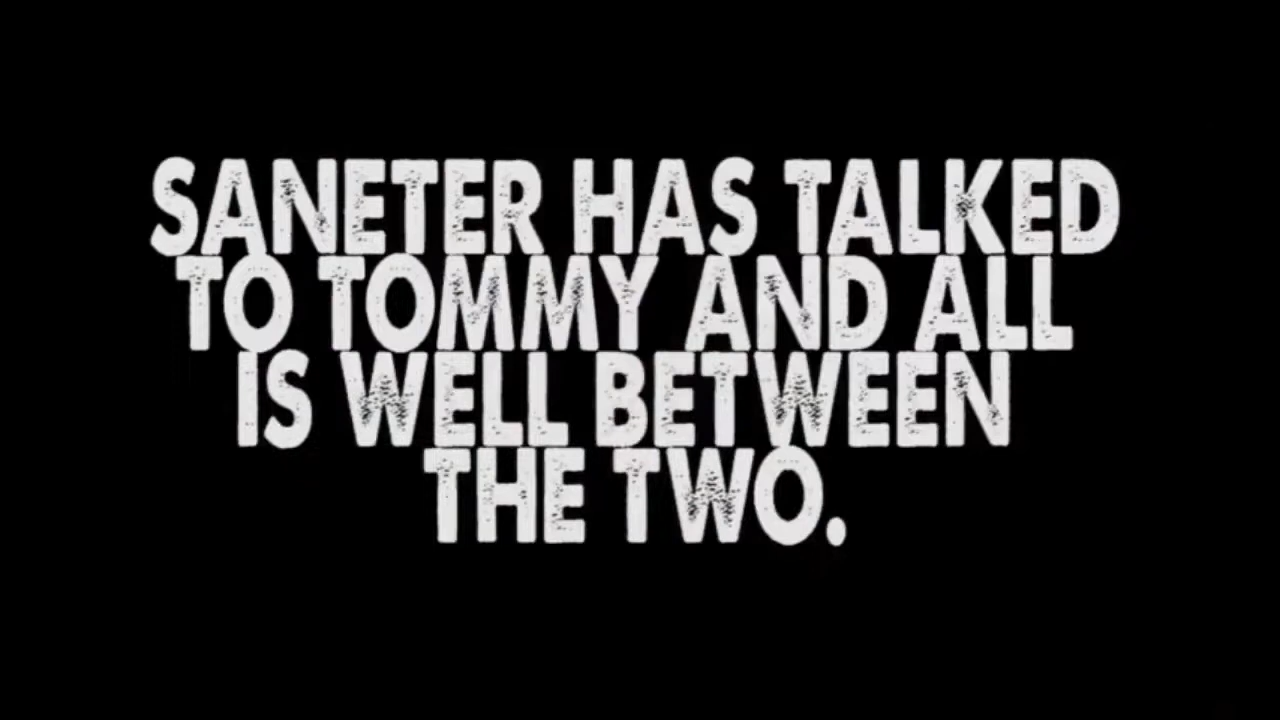 SANETER HAS TALKED
TO TOMMY AND ALL
IS WELL BETWEEN
THE TWO.